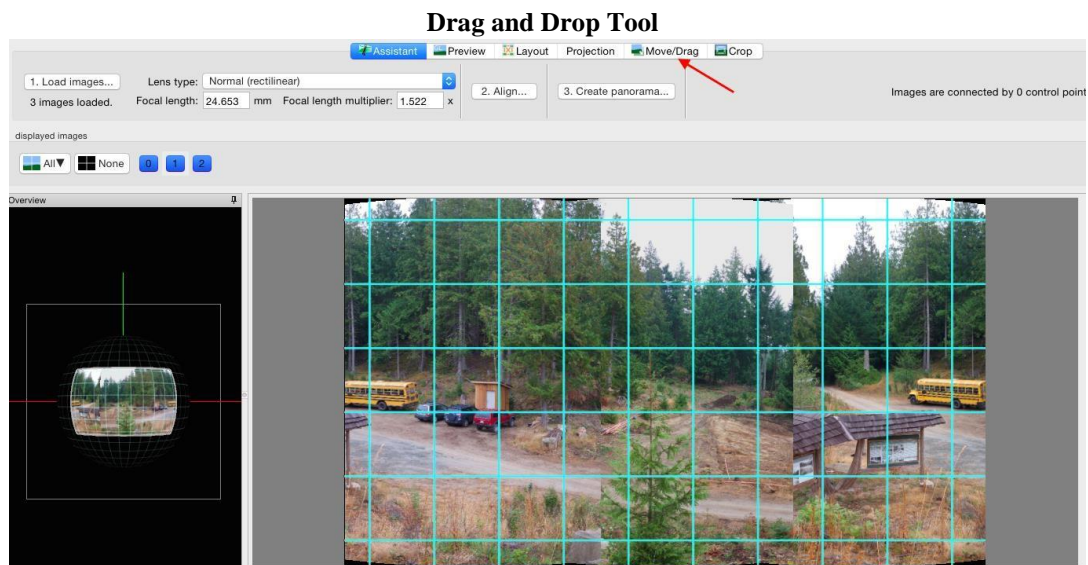 Drag and Drop Tool
Assistant Preview Layout Projection Move/Drag Crop
1. Load images... Lens type: Normal (rectilinear)
3 images loaded. Focal length: 24.653 mm Focal length multiplier: 1.522 x
2. Align... 3. Create panorama...
Images are connected by 0 control point
displayed images
All▼ None 0 1 2
Overview